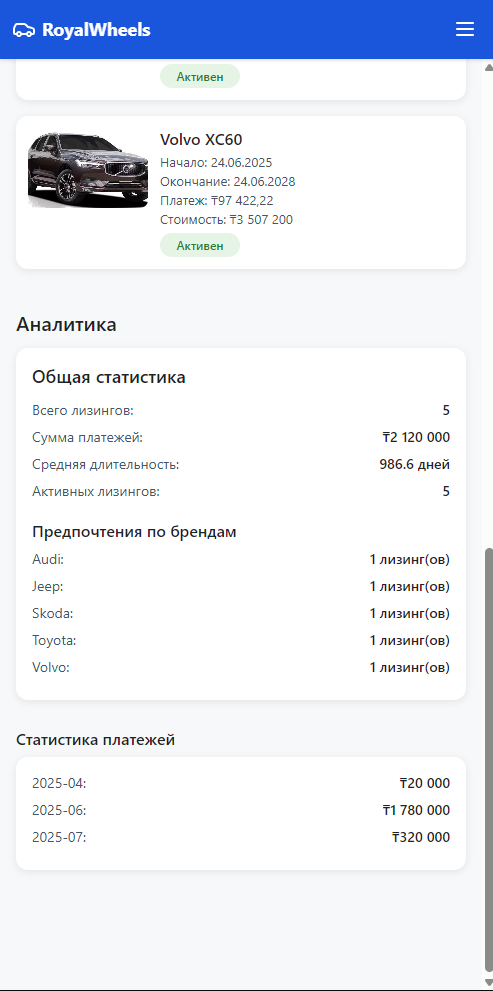 RoyalWheels
Активен
Volvo XC60
Начало: 24.06.2025
Окончание: 24.06.2028
Платеж: ₸97 422,22
Стоимость: ₸3 507 200
Активен
Аналитика
Общая статистика
Всего лизингов: 5
Сумма платежей: ₸2 120 000
Средняя длительность: 986.6 дней
Активных лизингов: 5
Предпочтения по брендам
Audi: 1 лизинг(ов)
Jeep: 1 лизинг(ов)
Skoda: 1 лизинг(ов)
Toyota: 1 лизинг(ов)
Volvo: 1 лизинг(ов)
Статистика платежей
2025-04: ₸20 000
2025-06: ₸1 780 000
2025-07: ₸320 000